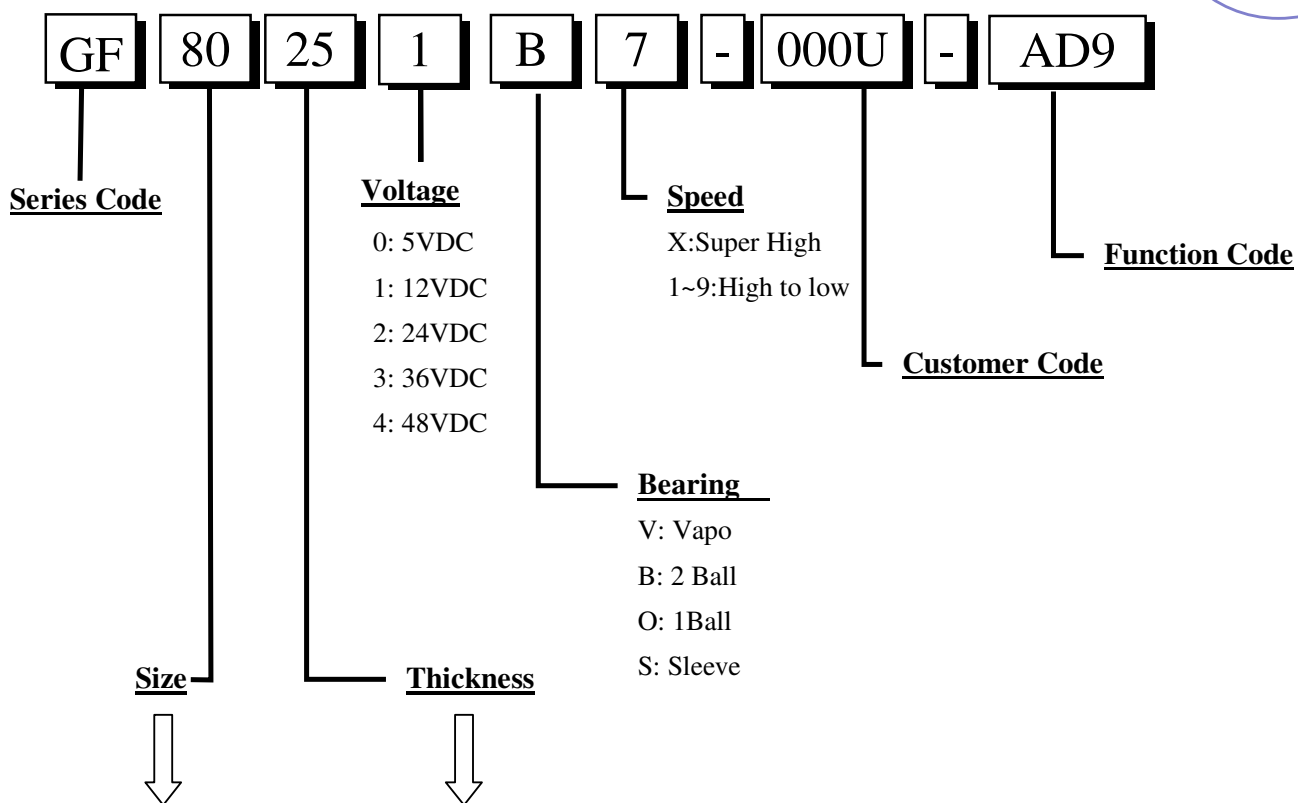 GF 80 25 1 B 7 - 000U - AD9
Series Code
Voltage
0: 5VDC
1: 12VDC
2: 24VDC
3: 36VDC
4: 48VDC
Speed
X:Super High
1~9:High to low
Function Code
Customer Code
Bearing
V: Vapo
B: 2 Ball
O: 1Ball
S: Sleeve
Size
Thickness